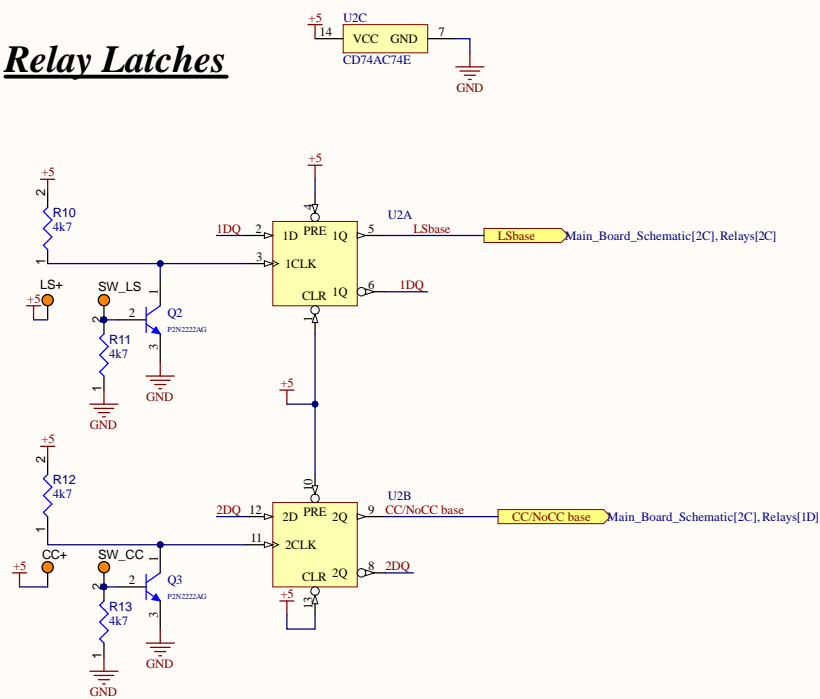 Relay Latches
+5
U2C
14
VCC GND
7
CD74AC74E
GND
+5
+5
2
R10
4k7
1
4
U2A
1DQ
2
1D
PRE
1Q
5
LSbase
LSbase
Main_Board_Schematic[2C], Relays[2C]
3
1CLK
LS+
+5
SW_LS
CLR
1Q
6
1DQ
1
1
2
2
Q2
P2N2222AG
R11
4k7
3
1
GND
GND
+5
+5
2
R12
4k7
1
10
U2B
2DQ
12
2D
PRE
2Q
9
CC/NoCC base
CC/NoCC base
Main_Board_Schematic[2C], Relays[1D]
11
2CLK
CC+
+5
SW_CC
1
CLR
2Q
8
2DQ
2
2
Q3
P2N2222AG
+5
13
R13
4k7
3
1
GND
GND